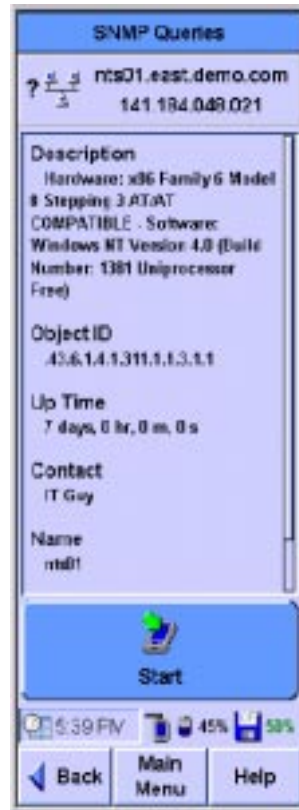 SNMP Queries
? nts01.east.demo.com
141.184.048.021
Description
Hardware: x86 Family 6 Model
8 Stepping 3 AT/AT
COMPATIBLE - Software:
Windows NT Version 4.0 (Build
Number: 1381 Uniprocessor
Free)
Object ID
.43.6.1.4.1.311.1.1.3.1.1
Up Time
7 days, 0 hr, 0 m, 0 s
Contact
IT Guy
Name
nts01
Start
5:39 PM 45% 58%
Back Main Menu Help